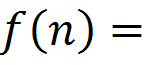 f(n) =